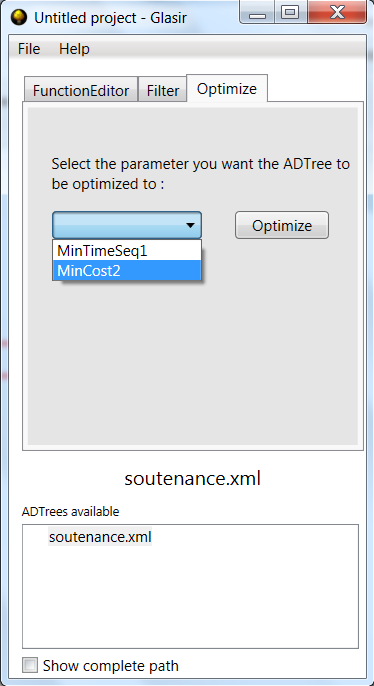 Untitled project - Glasir
File Help
FunctionEditor Filter Optimize
Select the parameter you want the ADTree to
be optimized to :
Optimize
MinTimeSeq1
MinCost2
soutenance.xml
ADTrees available
soutenance.xml
Show complete path